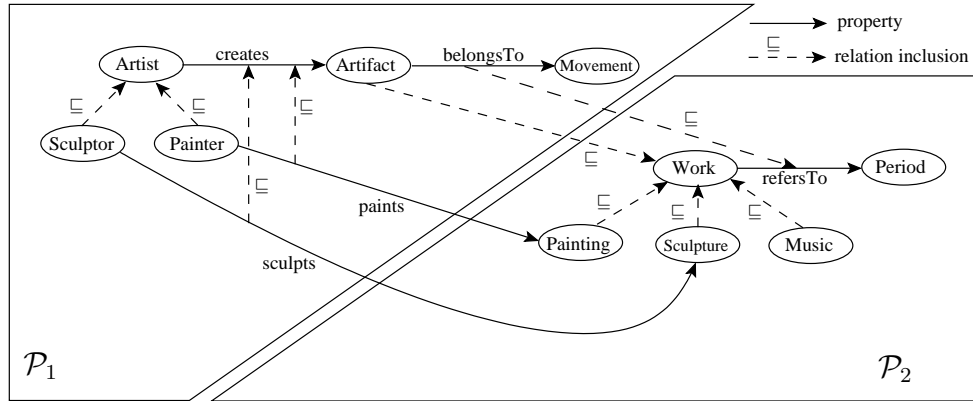 property
⊑
relation inclusion
creates
belongsTo
Artist
Artifact
Movement
⊑
⊑
⊑
Sculptor
Painter
⊑
Work
Period
refersTo
⊑
paints
⊑
⊑
⊑
Painting
Sculpture
Music
sculpts
P₁
P₂